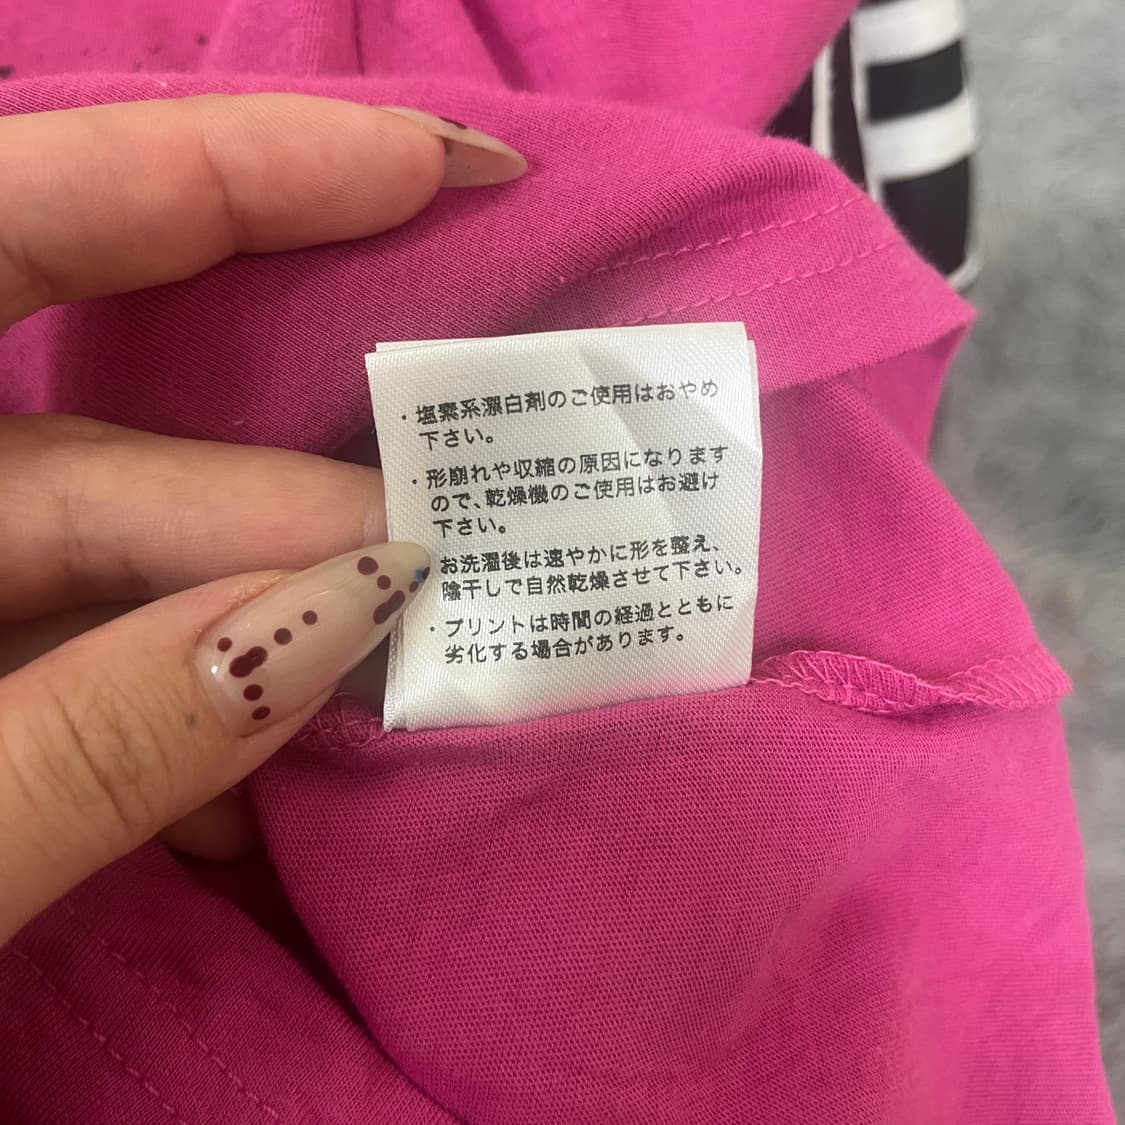 ・塩素系漂白剤のご使用はおやめ
下さい。
・形崩れや収縮の原因になります
ので、乾燥機のご使用はお避け
下さい。
お洗濯後は速やかに形を整え、
陰干しで自然乾燥させて下さい。
・プリントは時間の経過とともに
劣化する場合があります。